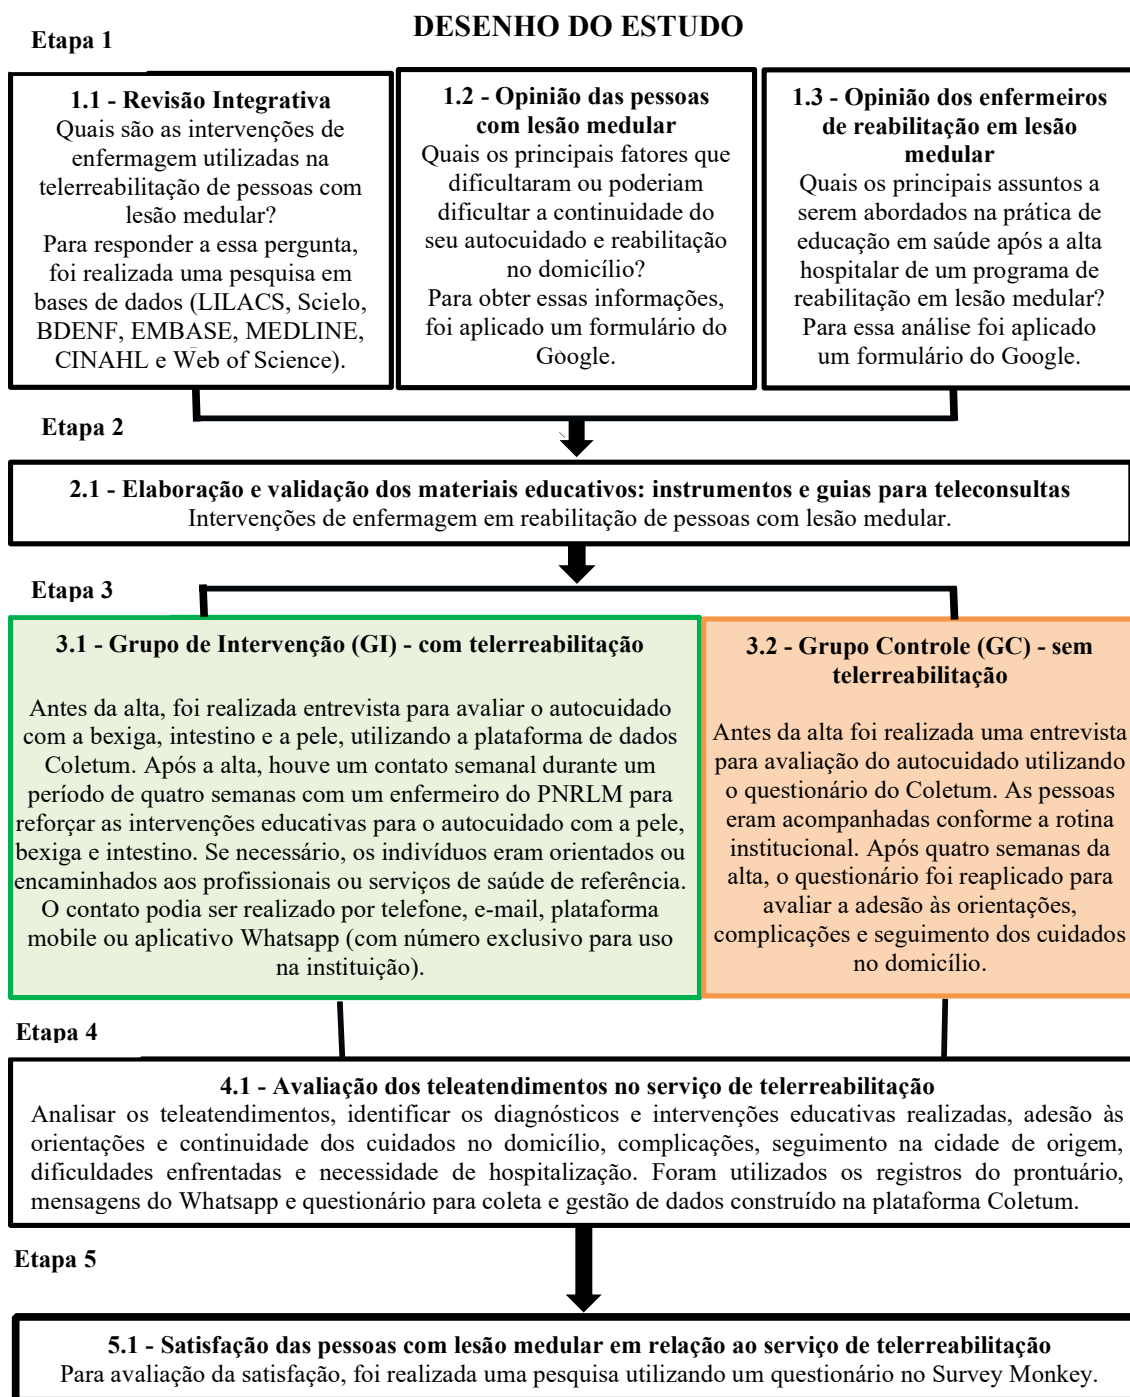 DESENHO DO ESTUDO
Etapa 1
1.1 - Revisão Integrativa
Quais são as intervenções de
enfermagem utilizadas na
telerreabilitação de pessoas com
lesão medular?
Para responder a essa pergunta,
foi realizada uma pesquisa em
bases de dados (LILACS, Scielo,
BDENF, EMBASE, MEDLINE,
CINAHL e Web of Science).
1.2 - Opinião das pessoas
com lesão medular
Quais os principais fatores que
dificultaram ou poderiam
dificultar a continuidade do
seu autocuidado e reabilitação
no domicílio?
Para obter essas informações,
foi aplicado um formulário do
Google.
1.3 - Opinião dos enfermeiros
de reabilitação em lesão
medular
Quais os principais assuntos a
serem abordados na prática de
educação em saúde após a alta
hospitalar de um programa de
reabilitação em lesão medular?
Para essa análise foi aplicado
um formulário do Google.
Etapa 2
2.1 - Elaboração e validação dos materiais educativos: instrumentos e guias para teleconsultas
Intervenções de enfermagem em reabilitação de pessoas com lesão medular.
Etapa 3
3.1 - Grupo de Intervenção (GI) - com telerreabilitação
Antes da alta, foi realizada entrevista para avaliar o autocuidado
com a bexiga, intestino e a pele, utilizando a plataforma de dados
Coletum. Após a alta, houve um contato semanal durante um
período de quatro semanas com um enfermeiro do PNRLM para
reforçar as intervenções educativas para o autocuidado com a pele,
bexiga e intestino. Se necessário, os indivíduos eram orientados ou
encaminhados aos profissionais ou serviços de saúde de referência.
O contato podia ser realizado por telefone, e-mail, plataforma
mobile ou aplicativo Whatsapp (com número exclusivo para uso
na instituição).
3.2 - Grupo Controle (GC) - sem
telerreabilitação
Antes da alta foi realizada uma entrevista
para avaliação do autocuidado utilizando
o questionário do Coletum. As pessoas
eram acompanhadas conforme a rotina
institucional. Após quatro semanas da
alta, o questionário foi reaplicado para
avaliar a adesão às orientações,
complicações e seguimento dos cuidados
no domicílio.
Etapa 4
4.1 - Avaliação dos teleatendimentos no serviço de telerreabilitação
Analisar os teleatendimentos, identificar os diagnósticos e intervenções educativas realizadas, adesão às
orientações e continuidade dos cuidados no domicílio, complicações, seguimento na cidade de origem,
dificuldades enfrentadas e necessidade de hospitalização. Foram utilizados os registros do prontuário,
mensagens do Whatsapp e questionário para coleta e gestão de dados construído na plataforma Coletum.
Etapa 5
5.1 - Satisfação das pessoas com lesão medular em relação ao serviço de telerreabilitação
Para avaliação da satisfação, foi realizada uma pesquisa utilizando um questionário no Survey Monkey.